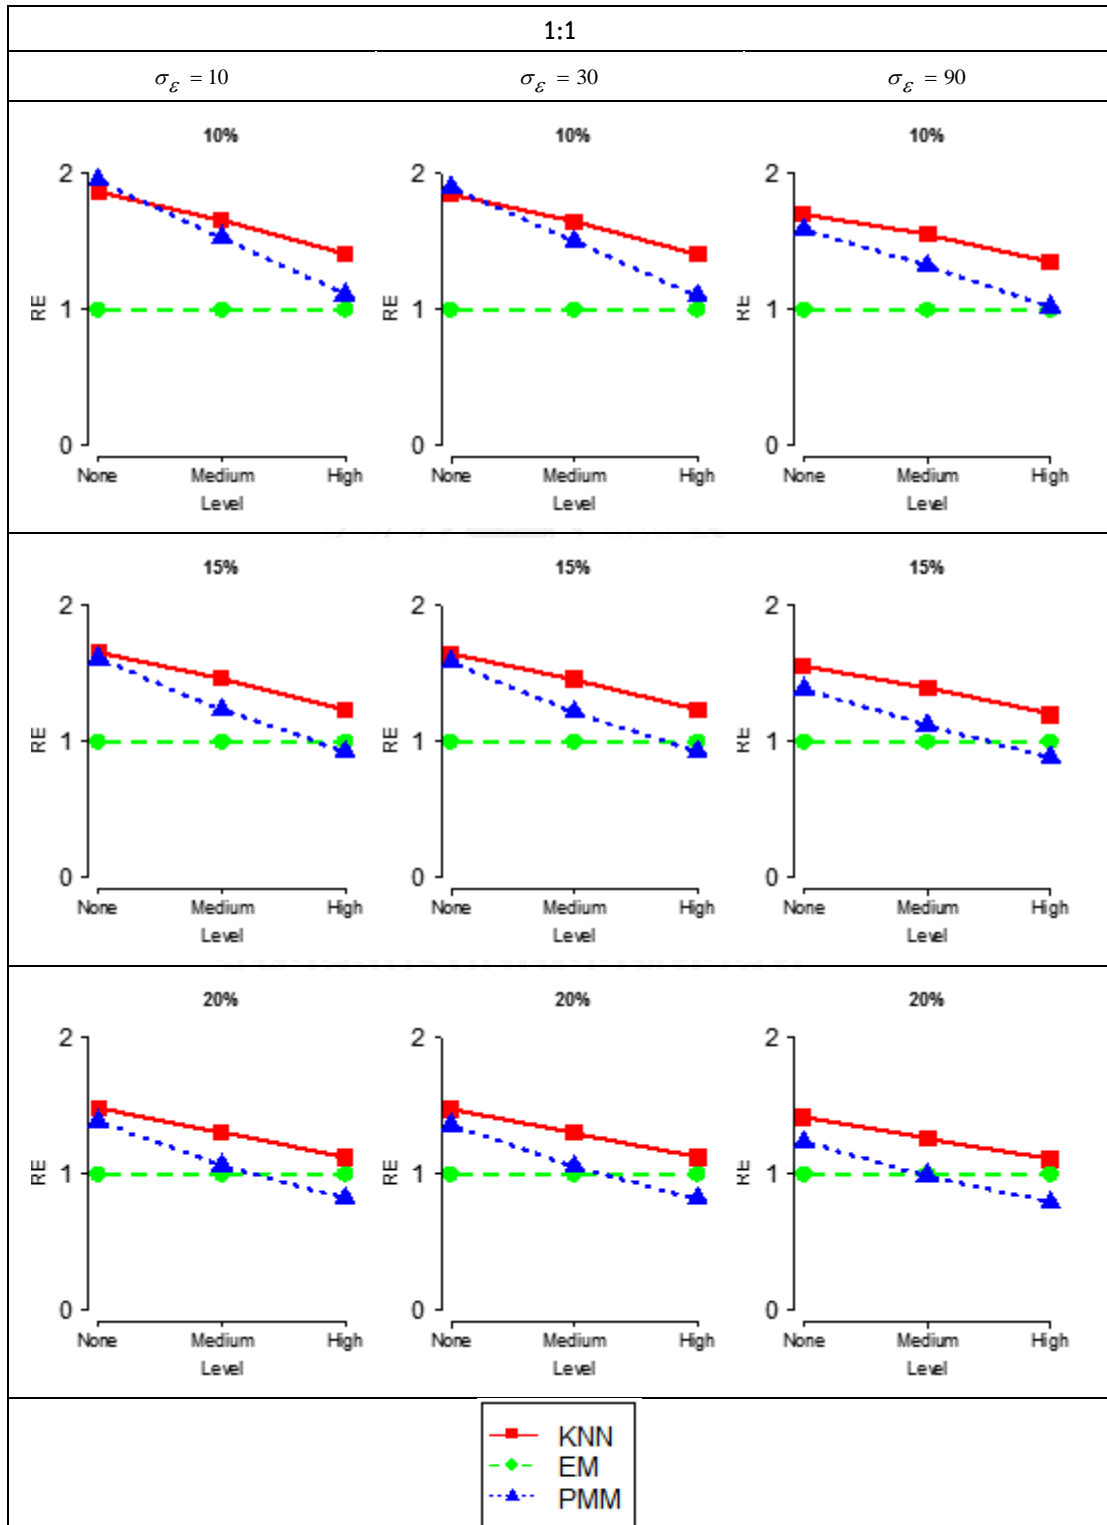 1:1
σ_ε = 10 σ_ε = 30 σ_ε = 90
10% 10% 10%
2 2 2
1 1 1
0 0 0
RE RE RE
None Medium High None Medium High None Medium High
Level Level Level
15% 15% 15%
2 2 2
1 1 1
0 0 0
RE RE RE
None Medium High None Medium High None Medium High
Level Level Level
20% 20% 20%
2 2 2
1 1 1
0 0 0
RE RE RE
None Medium High None Medium High None Medium High
Level Level Level
KNN
EM
PMM